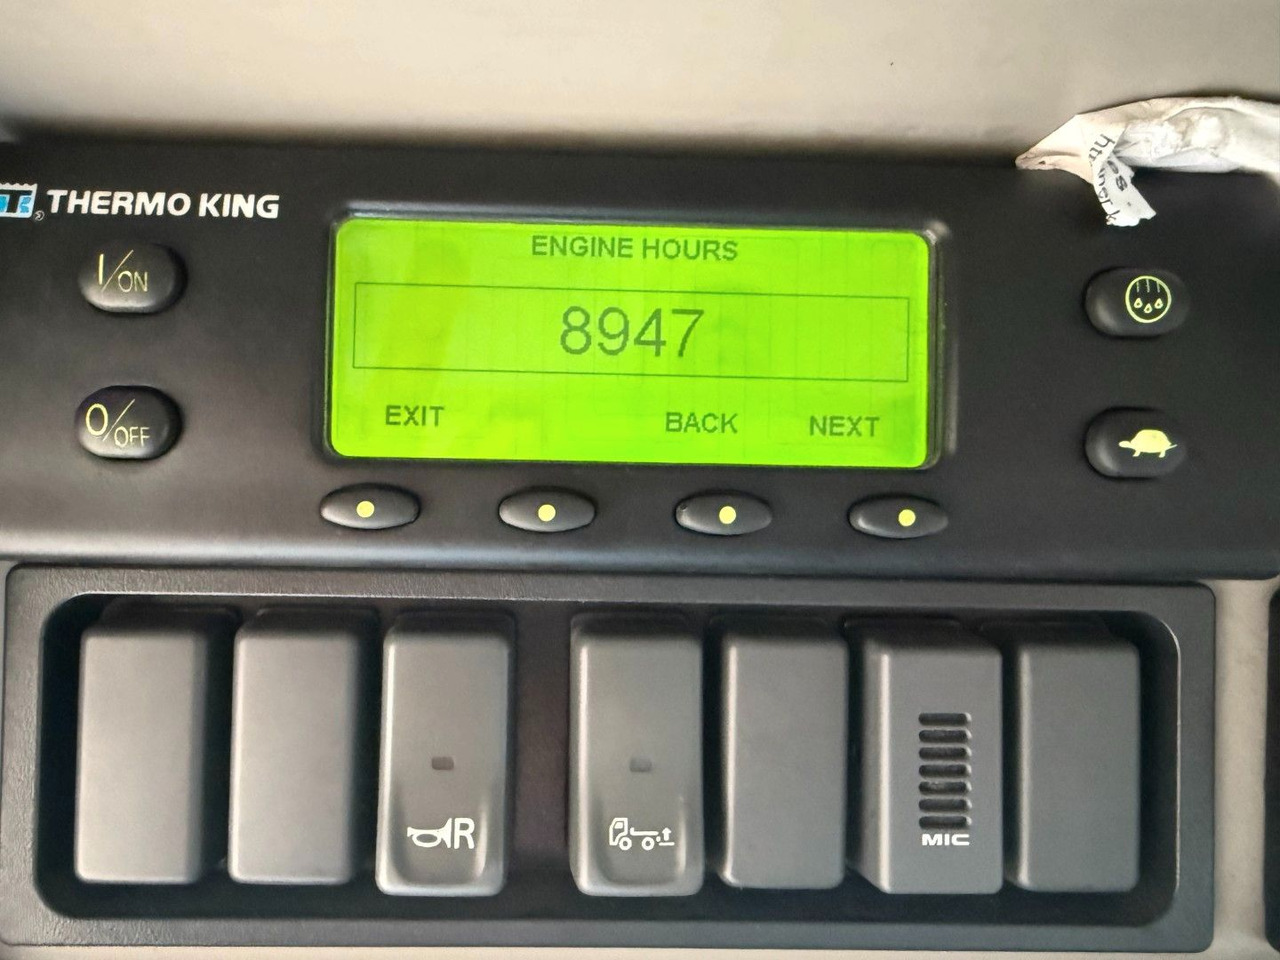 THERMO KING
I/ON
O/OFF
ENGINE HOURS
8947
EXIT BACK NEXT
R
MIC